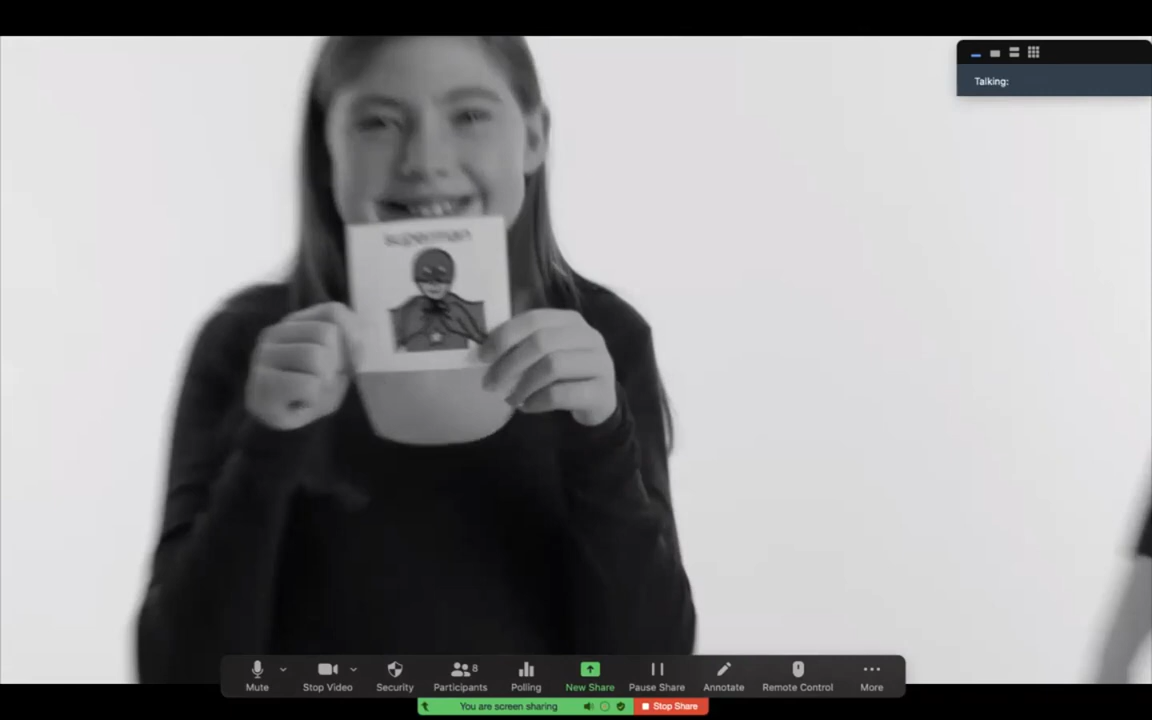 Talking:
superman
8
Mute
Stop Video
Security
Participants
Polling
New Share
Pause Share
Annotate
Remote Control
More
You are screen sharing
Stop Share